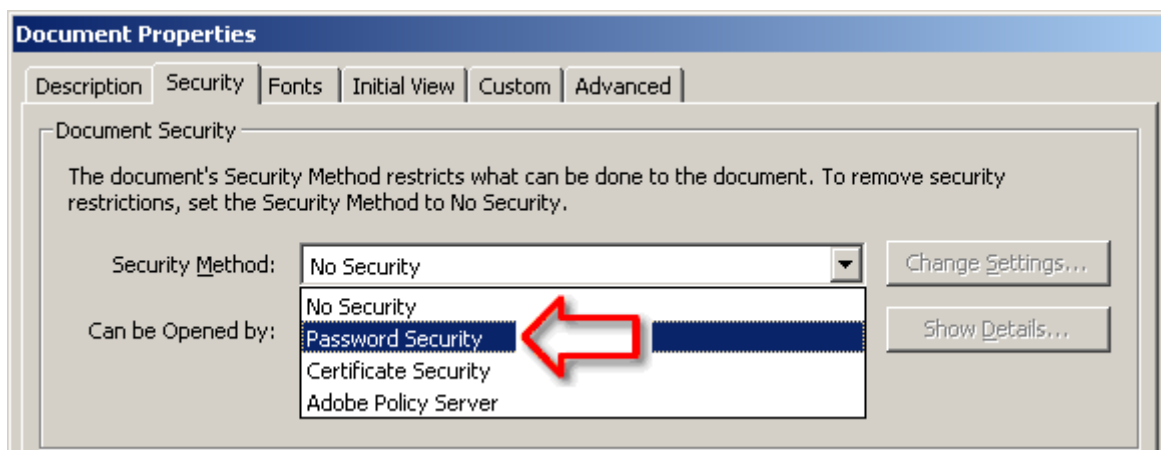 Document Properties
Description Security Fonts Initial View Custom Advanced
Document Security
The document's Security Method restricts what can be done to the document. To remove security
restrictions, set the Security Method to No Security.
Security Method: No Security Change Settings...
No Security
Can be Opened by: Password Security Show Details...
Certificate Security
Adobe Policy Server